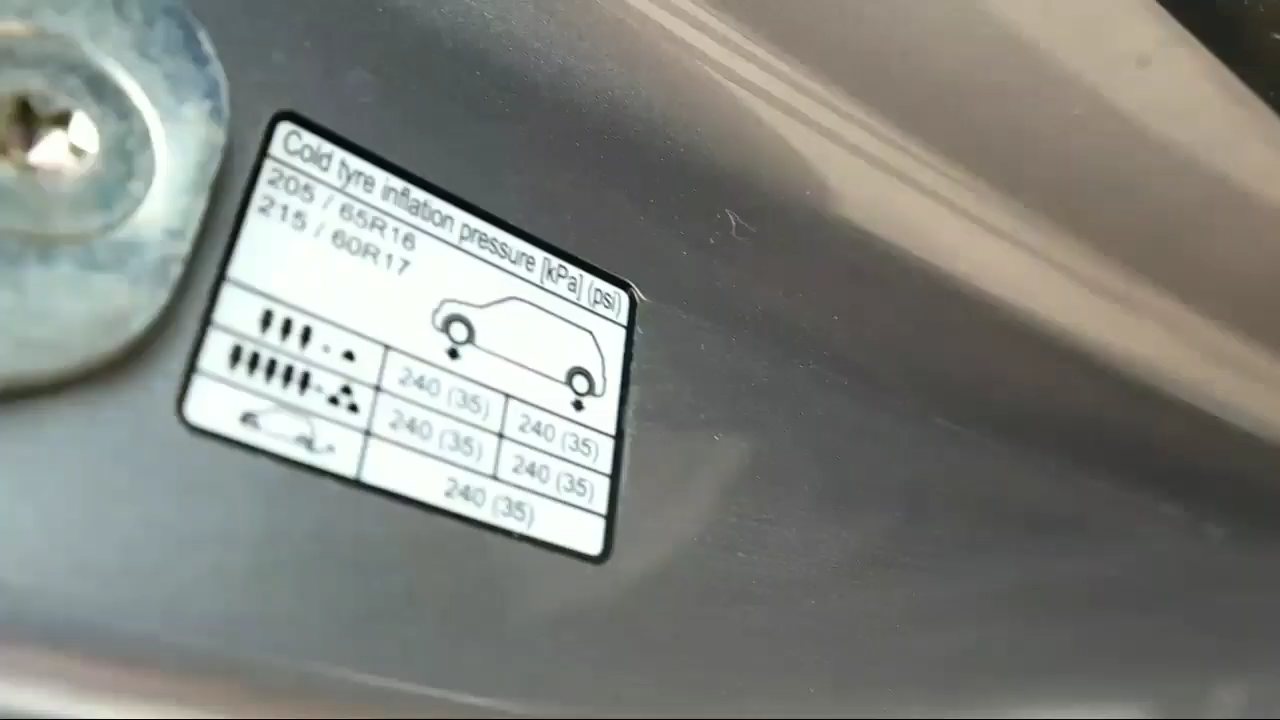 Cold tyre inflation pressure [kPa] (psi)
205 / 65R16
215 / 60R17
240 (35) 240 (35)
240 (35) 240 (35)
240 (35)